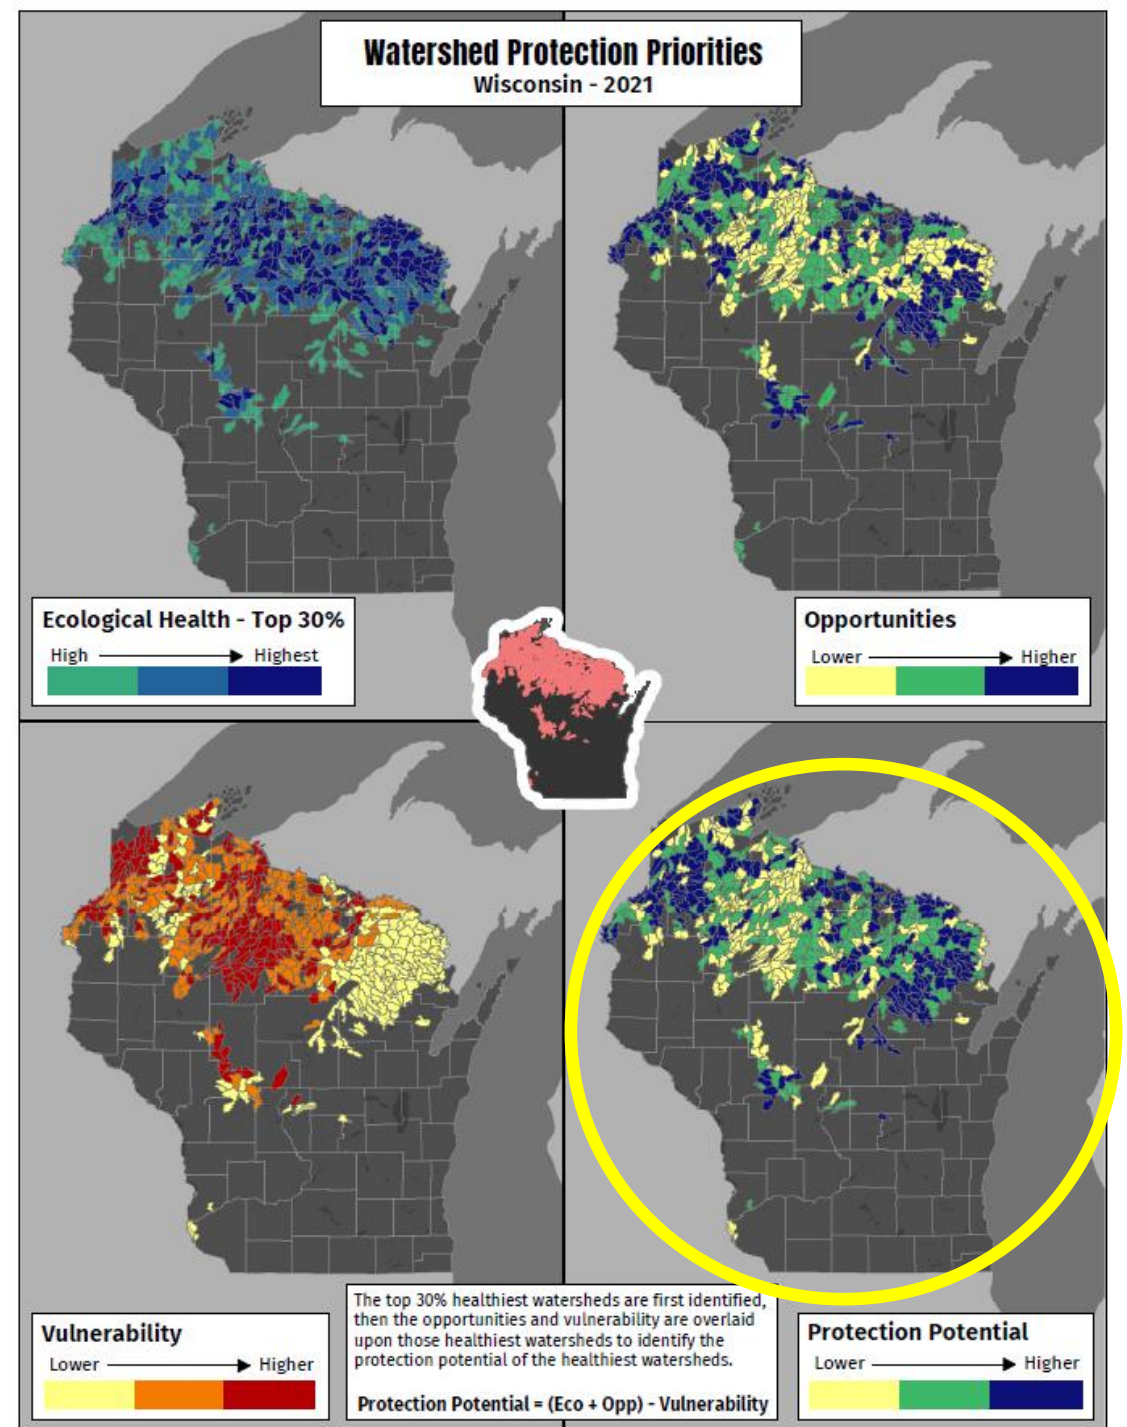 Watershed Protection Priorities
Wisconsin - 2021
Ecological Health - Top 30%
High Highest
Opportunities
Lower Higher
Vulnerability
Lower Higher
The top 30% healthiest watersheds are first identified,
then the opportunities and vulnerability are overlaid
upon those healthiest watersheds to identify the
protection potential of the healthiest watersheds.
Protection Potential = (Eco + Opp) - Vulnerability
Protection Potential
Lower Higher